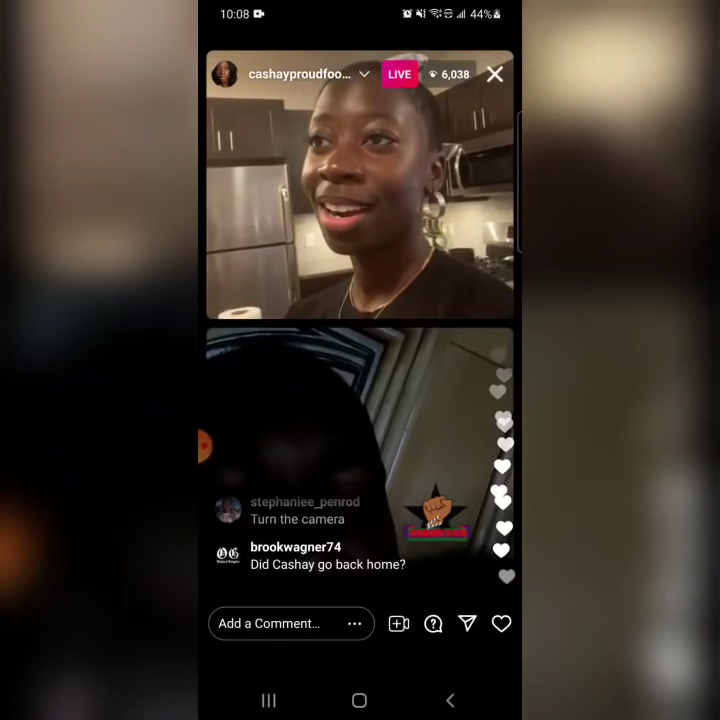 10:08
44%
cashayproudfoo...
LIVE
6,038
stephaniee_penrod
Turn the camera
brookwagner74
Did Cashay go back home?
Add a Comment...